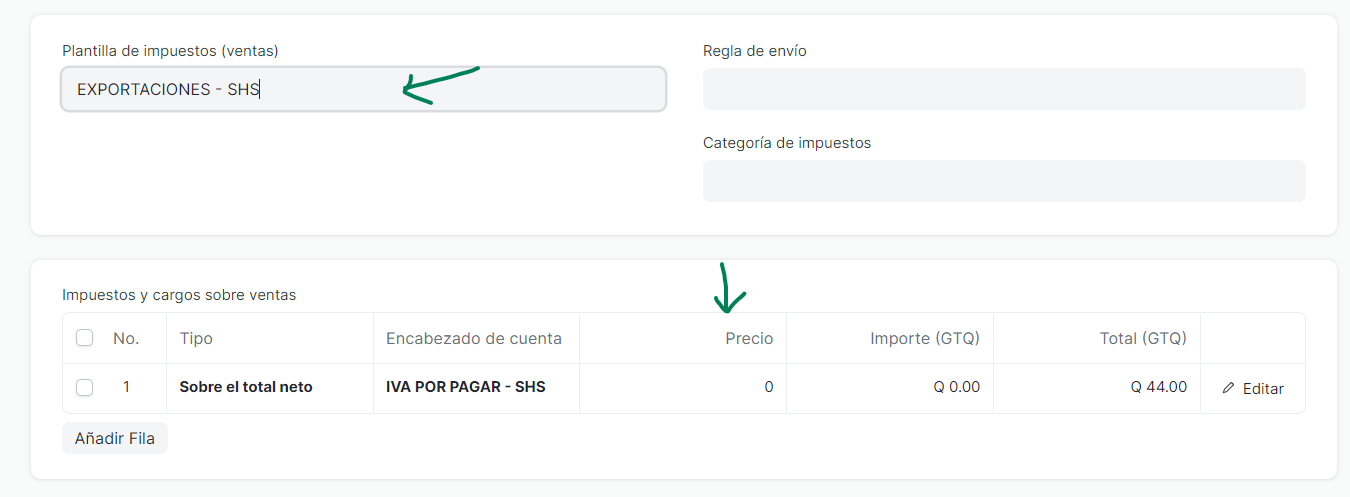 Plantilla de impuestos (ventas)
Regla de envío
EXPORTACIONES - SHS
Categoría de impuestos
Impuestos y cargos sobre ventas
No. Tipo Encabezado de cuenta Precio Importe (GTQ) Total (GTQ)
1 Sobre el total neto IVA POR PAGAR - SHS 0 Q 0.00 Q 44.00 Editar
Añadir Fila